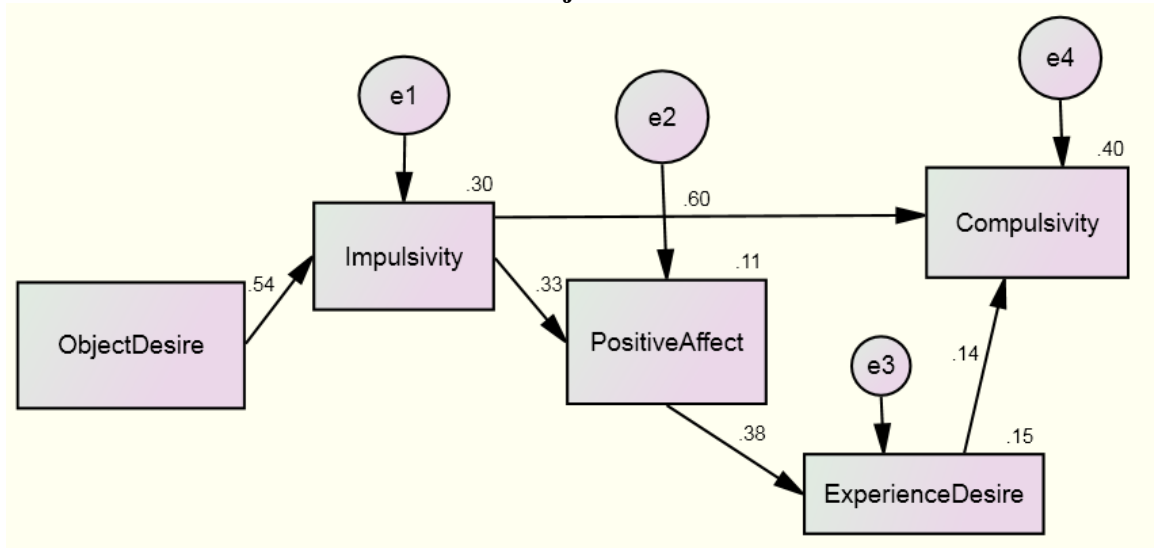 e4
e1
e2
.40
.30
.60
Compulsivity
Impulsivity
.11
.54
.33
ObjectDesire
PositiveAffect
e3
.14
.38
.15
ExperienceDesire